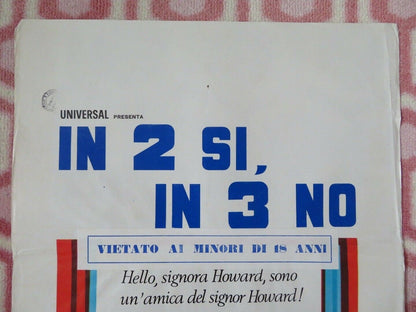 UNIVERSAL PRESENTA
IN 2 SI,
IN 3 NO
VIETATO AI MINORI DI 18 ANNI
Hello, signora Howard, sono
un'amica del signor Howard!